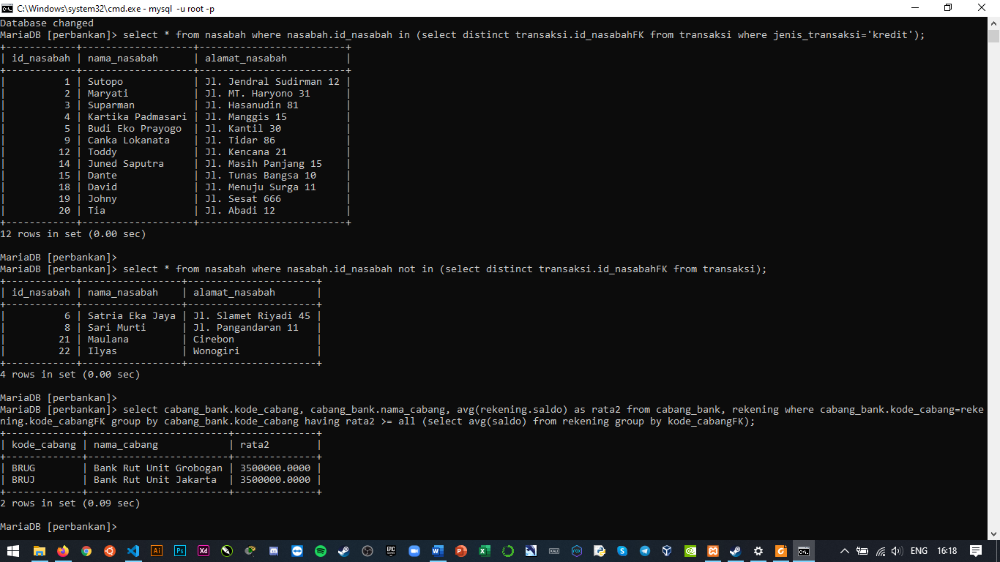 C:\Windows\system32\cmd.exe - mysql  -u root -p
Database changed
MariaDB [perbankan]> select * from nasabah where nasabah.id_nasabah in (select distinct transaksi.id_nasabahFK from transaksi where jenis_transaksi='kredit');
+------------+-------------------+-------------------------+
| id_nasabah | nama_nasabah      | alamat_nasabah          |
+------------+-------------------+-------------------------+
|          1 | Sutopo            | Jl. Jendral Sudirman 12 |
|          2 | Maryati           | Jl. MT. Haryono 31      |
|          3 | Suparman          | Jl. Hasanudin 81        |
|          4 | Kartika Padmasari | Jl. Manggis 15          |
|          5 | Budi Eko Prayogo  | Jl. Kantil 30           |
|          9 | Canka Lokanata    | Jl. Tidar 86            |
|         12 | Toddy             | Jl. Kencana 21          |
|         14 | Juned Saputra     | Jl. Masih Panjang 15    |
|         15 | Dante             | Jl. Tunas Bangsa 10     |
|         18 | David             | Jl. Menuju Surga 11     |
|         19 | Johny             | Jl. Sesat 666           |
|         20 | Tia               | Jl. Abadi 12            |
+------------+-------------------+-------------------------+
12 rows in set (0.00 sec)
MariaDB [perbankan]>
MariaDB [perbankan]> select * from nasabah where nasabah.id_nasabah not in (select distinct transaksi.id_nasabahFK from transaksi);
+------------+-----------------+----------------------+
| id_nasabah | nama_nasabah    | alamat_nasabah       |
+------------+-----------------+----------------------+
|          6 | Satria Eka Jaya | Jl. Slamet Riyadi 45 |
|          8 | Sari Murti      | Jl. Pangandaran 11   |
|         21 | Maulana         | Cirebon              |
|         22 | Ilyas           | Wonogiri             |
+------------+-----------------+----------------------+
4 rows in set (0.00 sec)
MariaDB [perbankan]>
MariaDB [perbankan]> select cabang_bank.kode_cabang, cabang_bank.nama_cabang, avg(rekening.saldo) as rata2 from cabang_bank, rekening where cabang_bank.kode_cabang=reke
ning.kode_cabangFK group by cabang_bank.kode_cabang having rata2 >= all (select avg(saldo) from rekening group by kode_cabangFK);
+-------------+------------------------+--------------+
| kode_cabang | nama_cabang            | rata2        |
+-------------+------------------------+--------------+
| BRUG        | Bank Rut Unit Grobogan | 3500000.0000 |
| BRUJ        | Bank Rut Unit Jakarta  | 3500000.0000 |
+-------------+------------------------+--------------+
2 rows in set (0.09 sec)
MariaDB [perbankan]>
Ai Ps Xd EPIC ENG 16:18